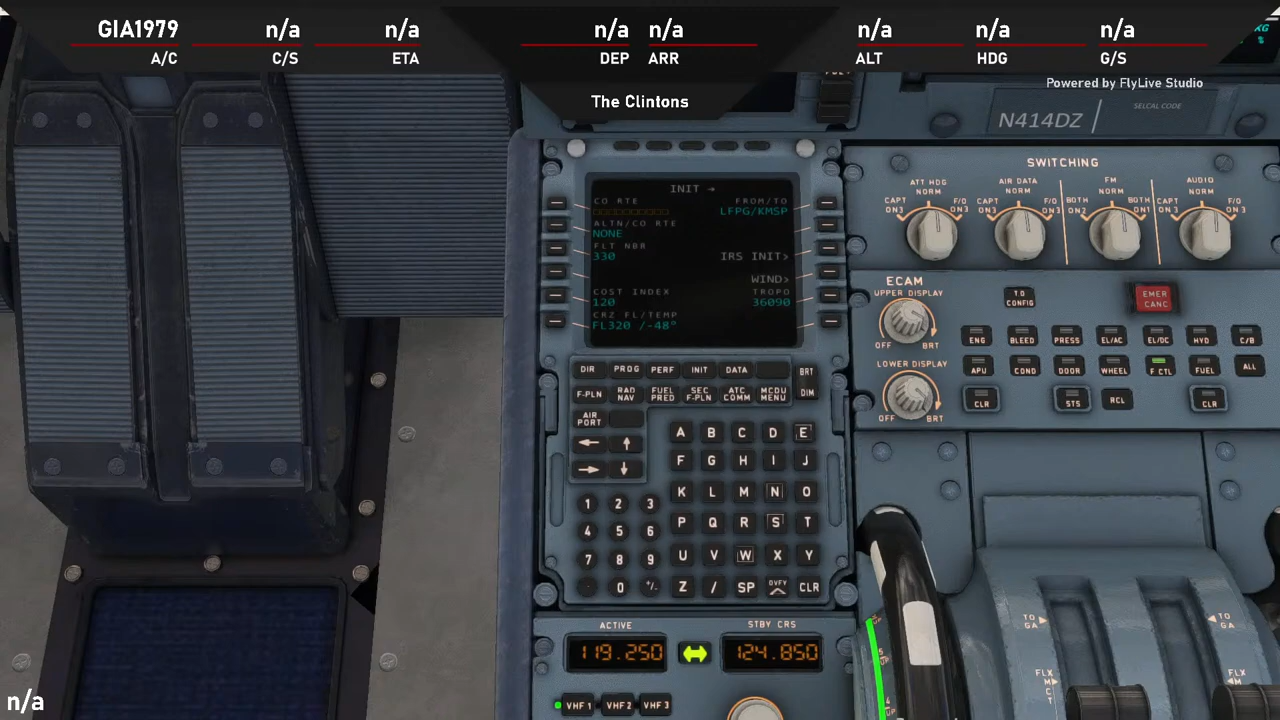 GIA1979 n/a n/a n/a n/a n/a n/a n/a
A/C C/S ETA DEP ARR ALT HDG G/S
Powered by FlyLive Studio
The Clintons
N414DZ
SELCAL CODE
INIT →
CO RTE FROM/TO
LFPG/KMSP
ALTN/CO RTE
NONE
FLT NBR
330 IRS INIT>
WIND>
COST INDEX TROPO
120 36090
CRZ FL/TEMP
FL320 /-48°
DIR PROG PERF INIT DATA
BRT
DIM
F-PLN RAD NAV FUEL PRED SEC F-PLN ATC COMM MCDU MENU
AIR PORT
← ↑
→ ↓
A B C D E
F G H I J
K L M N O
P Q R S T
U V W X Y
Z / SP OVFY CLR
1 2 3
4 5 6
7 8 9
. 0 +/-
ACTIVE STBY CRS
119.250 124.850
VHF 1 VHF 2 VHF 3
SWITCHING
ATT HDG AIR DATA FM AUDIO
NORM NORM NORM NORM
CAPT ON3 F/O ON3 CAPT ON3 F/O ON3 BOTH ON2 BOTH ON1 CAPT ON3 F/O ON3
ECAM
UPPER DISPLAY
OFF BRT
LOWER DISPLAY
OFF BRT
T.O CONFIG
EMER CANC
ENG BLEED PRESS EL/AC EL/DC HYD C/B
APU COND DOOR WHEEL F CTL FUEL ALL
CLR STS RCL CLR
TO GA TO GA
FLX MCT FLX M
n/a